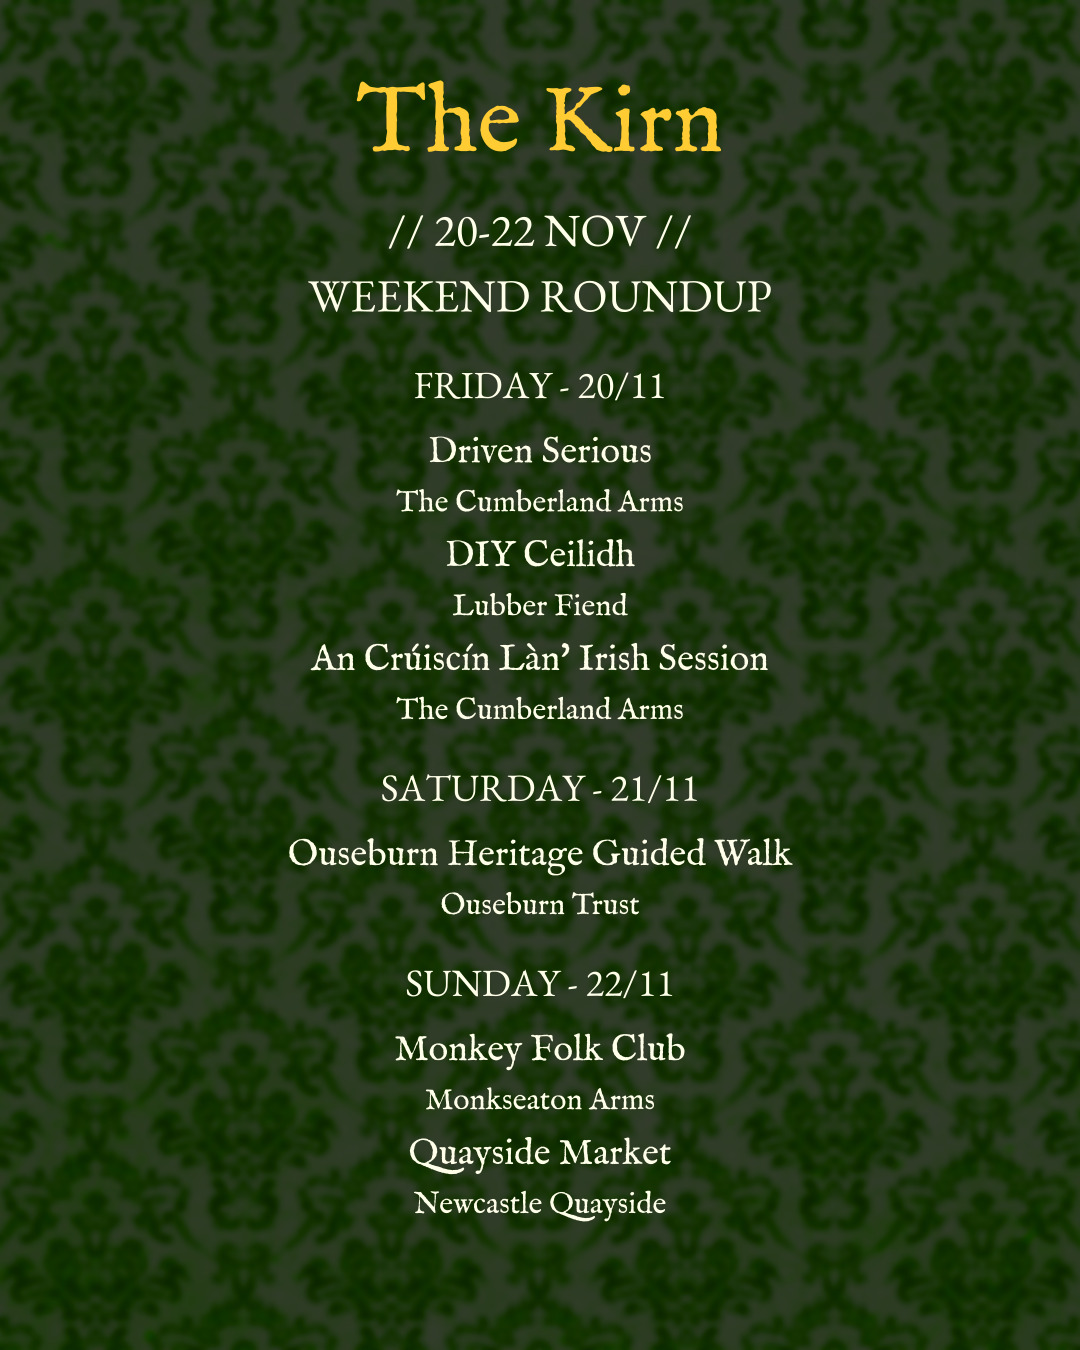 The Kirn
// 20-22 NOV //
WEEKEND ROUNDUP
FRIDAY - 20/11
Driven Serious
The Cumberland Arms
DIY Ceilidh
Lubber Fiend
An Crúiscín Làn’ Irish Session
The Cumberland Arms
SATURDAY - 21/11
Ouseburn Heritage Guided Walk
Ouseburn Trust
SUNDAY - 22/11
Monkey Folk Club
Monkseaton Arms
Quayside Market
Newcastle Quayside